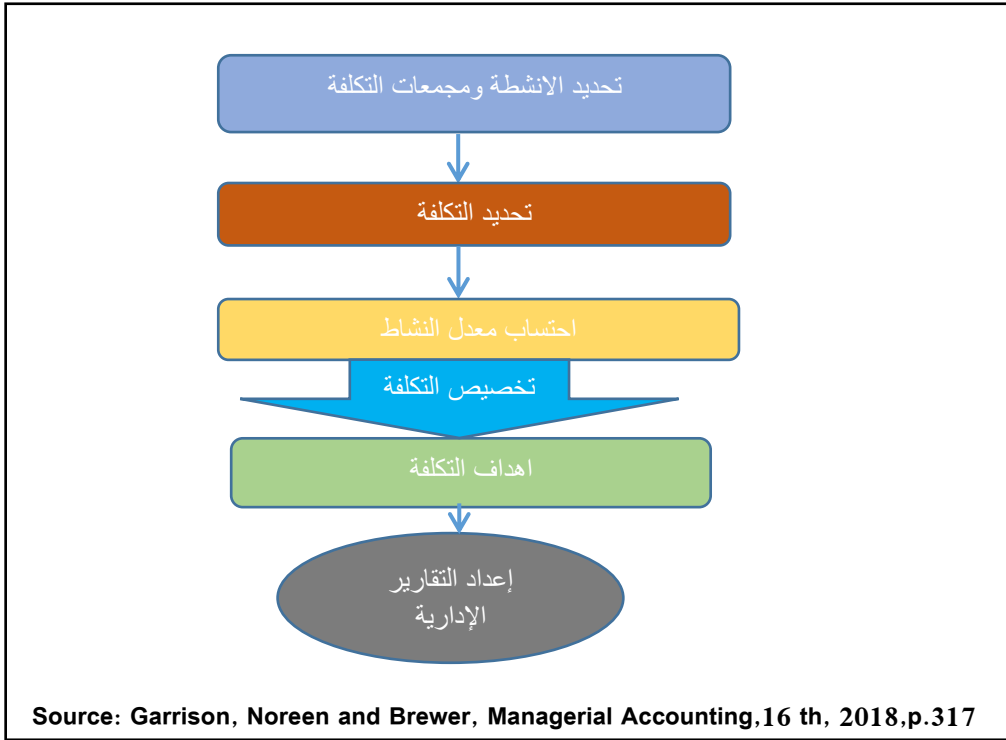 تحديد الانشطة ومجمعات التكلفة
تحديد التكلفة
احتساب معدل النشاط
تخصيص التكلفة
اهداف التكلفة
إعداد التقارير
الإدارية
Source: Garrison, Noreen and Brewer, Managerial Accounting,16 th, 2018,p.317